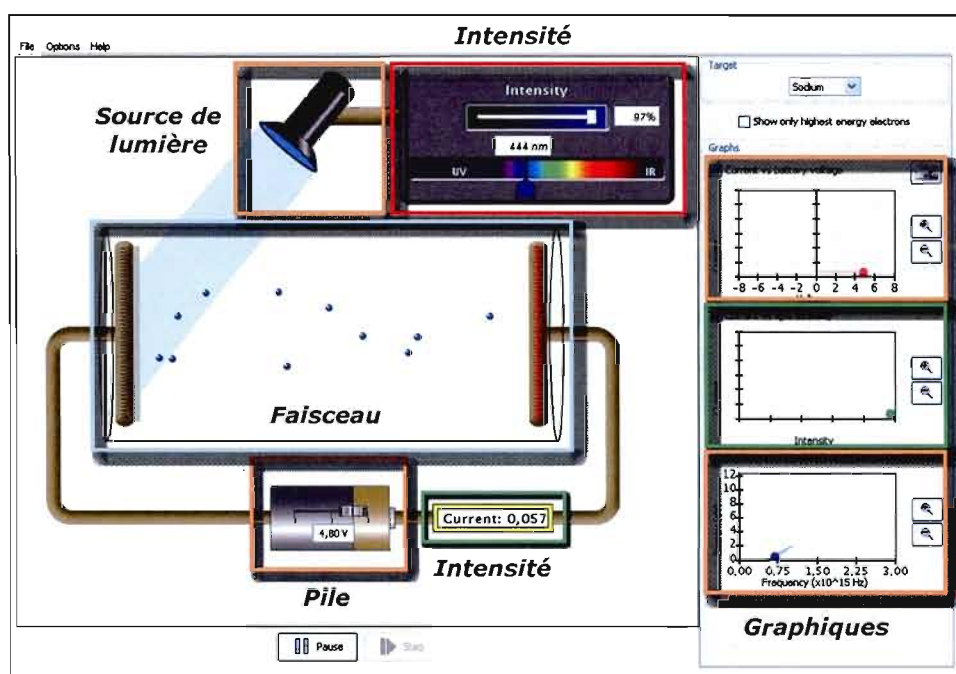 Intensité
File Options Help
Target
Sodium
Show only highest energy electrons
Source de
lumière
Intensity
97%
444 nm
UV IR
Graphs
Current vs battery voltage
-8 -6 -4 -2 0 2 4 6 8
Faisceau
Intensity
4,80 V
Current: 0,057
Intensité
Pile
12
10
8
6
4
2
0
0,00 0,75 1,50 2,25 3,00
Frequency (x10^15 Hz)
Graphiques
Pause
Step